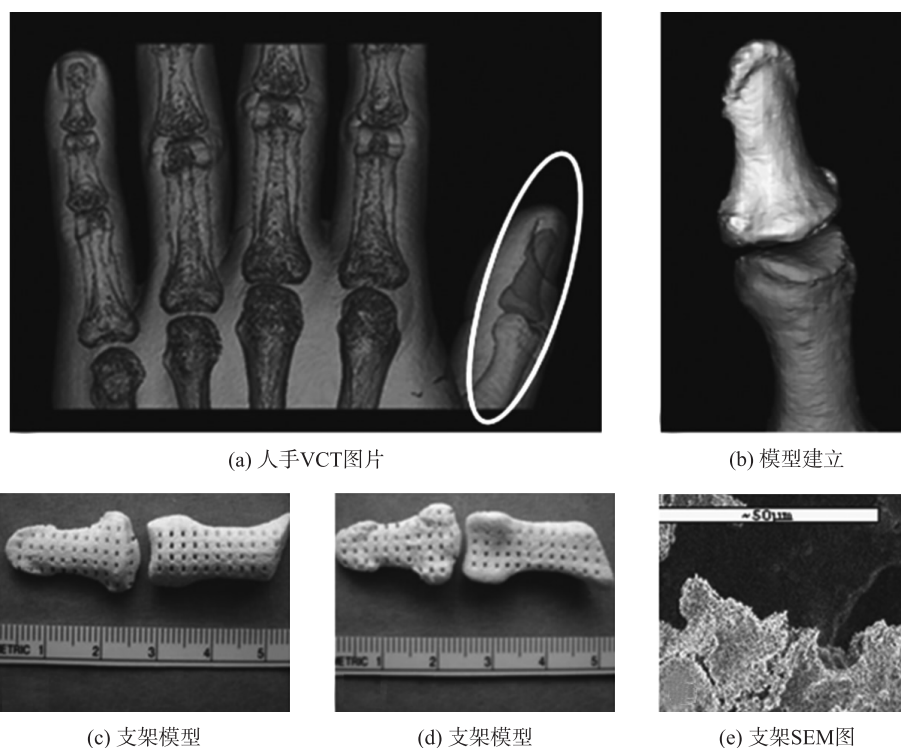 (a) 人手VCT图片
(b) 模型建立
METRIC 1 2 3 4 5
ETRIC 1 2 3 4 5
~50μm
(c) 支架模型
(d) 支架模型
(e) 支架SEM图